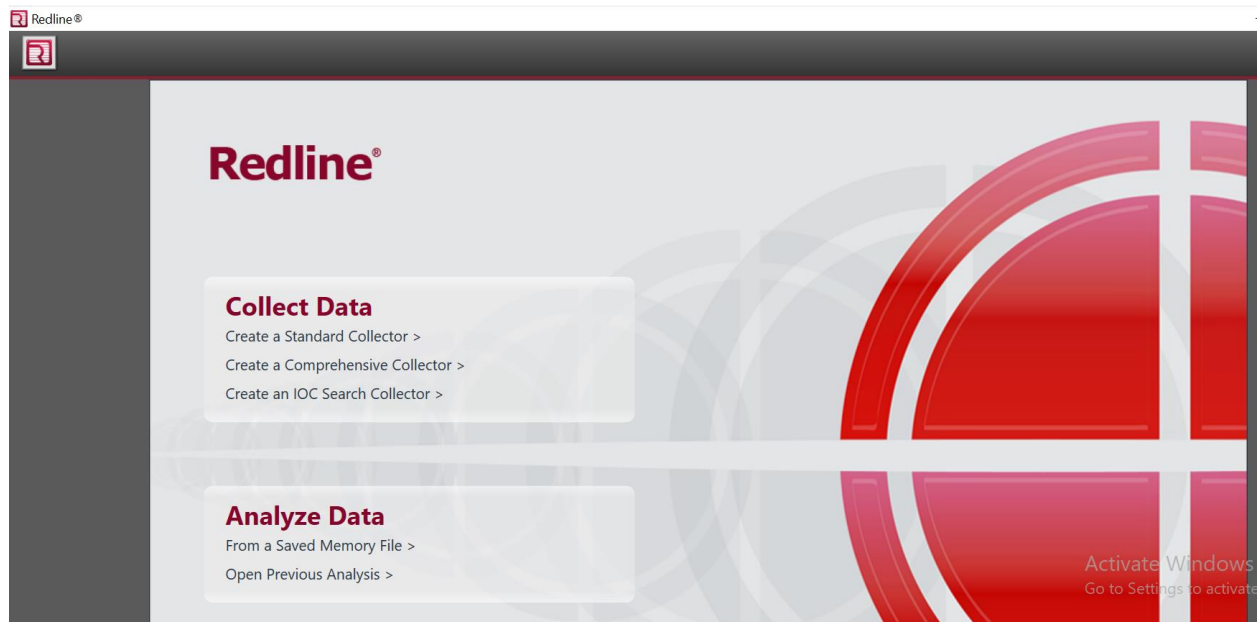 Redline®
Redline®
Collect Data
Create a Standard Collector >
Create a Comprehensive Collector >
Create an IOC Search Collector >
Analyze Data
From a Saved Memory File >
Open Previous Analysis >
Activate Windows
Go to Settings to activate